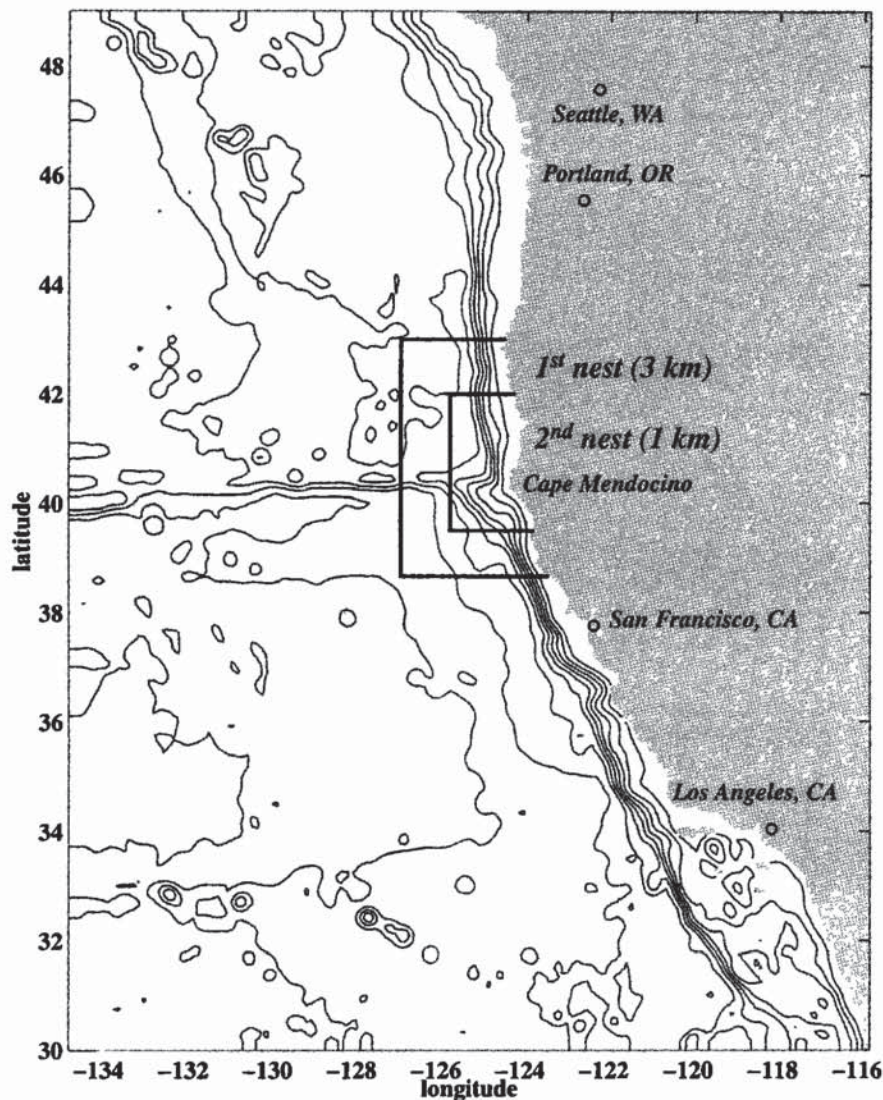 48
Seattle, WA
46
Portland, OR
44
1st nest (3 km)
42
2nd nest (1 km)
Cape Mendocino
40
latitude
38
San Francisco, CA
36
Los Angeles, CA
34
32
30
−134 −132 −130 −128 −126 −124 −122 −120 −118 −116
longitude